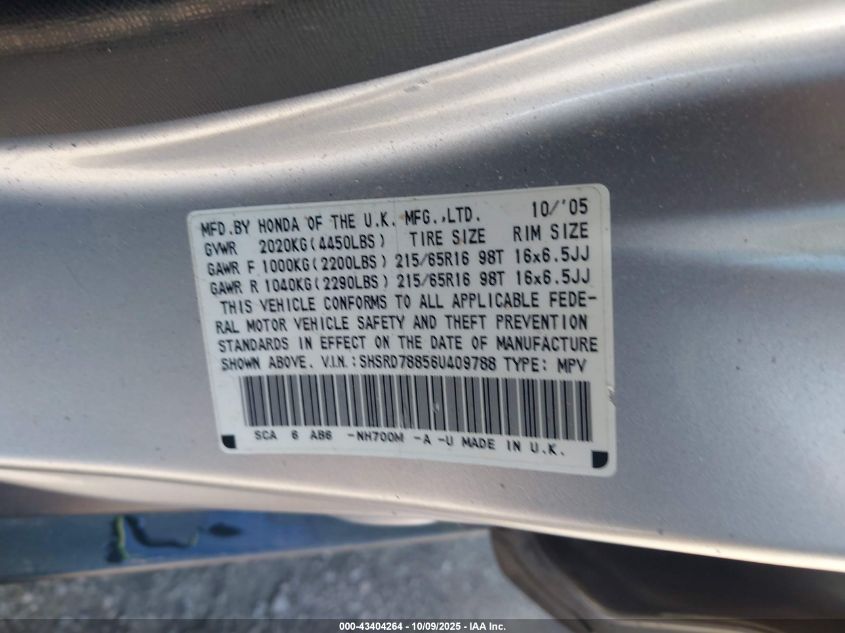 MFD.BY HONDA OF THE U.K. MFG.,LTD. 10/'05
GVWR 2020KG(4450LBS) TIRE SIZE RIM SIZE
GAWR F 1000KG(2200LBS) 215/65R16 98T 16x6.5JJ
GAWR R 1040KG(2290LBS) 215/65R16 98T 16x6.5JJ
THIS VEHICLE CONFORMS TO ALL APPLICABLE FEDE-
RAL MOTOR VEHICLE SAFETY AND THEFT PREVENTION
STANDARDS IN EFFECT ON THE DATE OF MANUFACTURE
SHOWN ABOVE. V.I.N.:SHSRD78856U409788 TYPE: MPV
SCA 6 AB6 -NH700M -A -U MADE IN U.K.
000-43404264 | 10/09/2025 - IAA Inc.